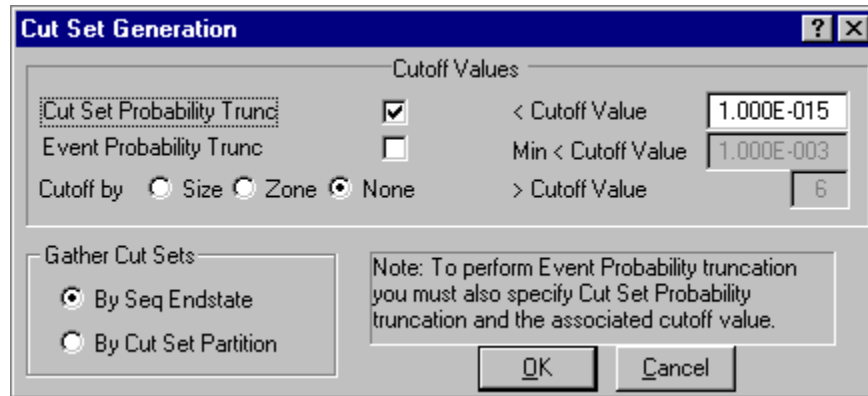 Cut Set Generation
Cutoff Values
Cut Set Probability Trunc < Cutoff Value 1.000E-015
Event Probability Trunc Min < Cutoff Value 1.000E-003
Cutoff by Size Zone None > Cutoff Value 6
Gather Cut Sets
By Seq Endstate
By Cut Set Partition
Note: To perform Event Probability truncation
you must also specify Cut Set Probability
truncation and the associated cutoff value.
OK Cancel